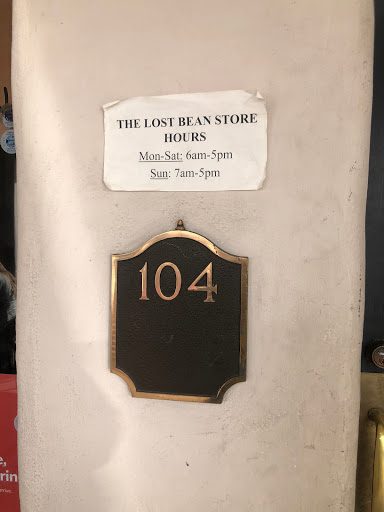 THE LOST BEAN STORE
HOURS
Mon-Sat: 6am-5pm
Sun: 7am-5pm
104